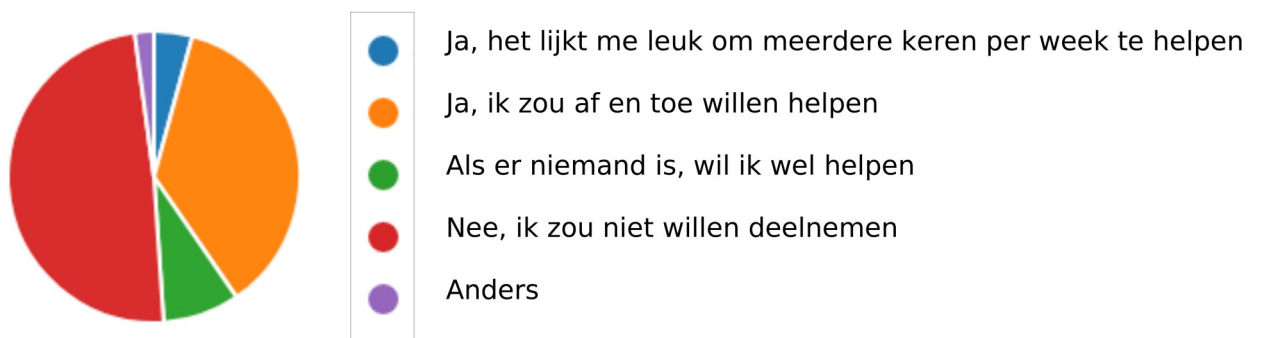 Ja, het lijkt me leuk om meerdere keren per week te helpen
Ja, ik zou af en toe willen helpen
Als er niemand is, wil ik wel helpen
Nee, ik zou niet willen deelnemen
Anders